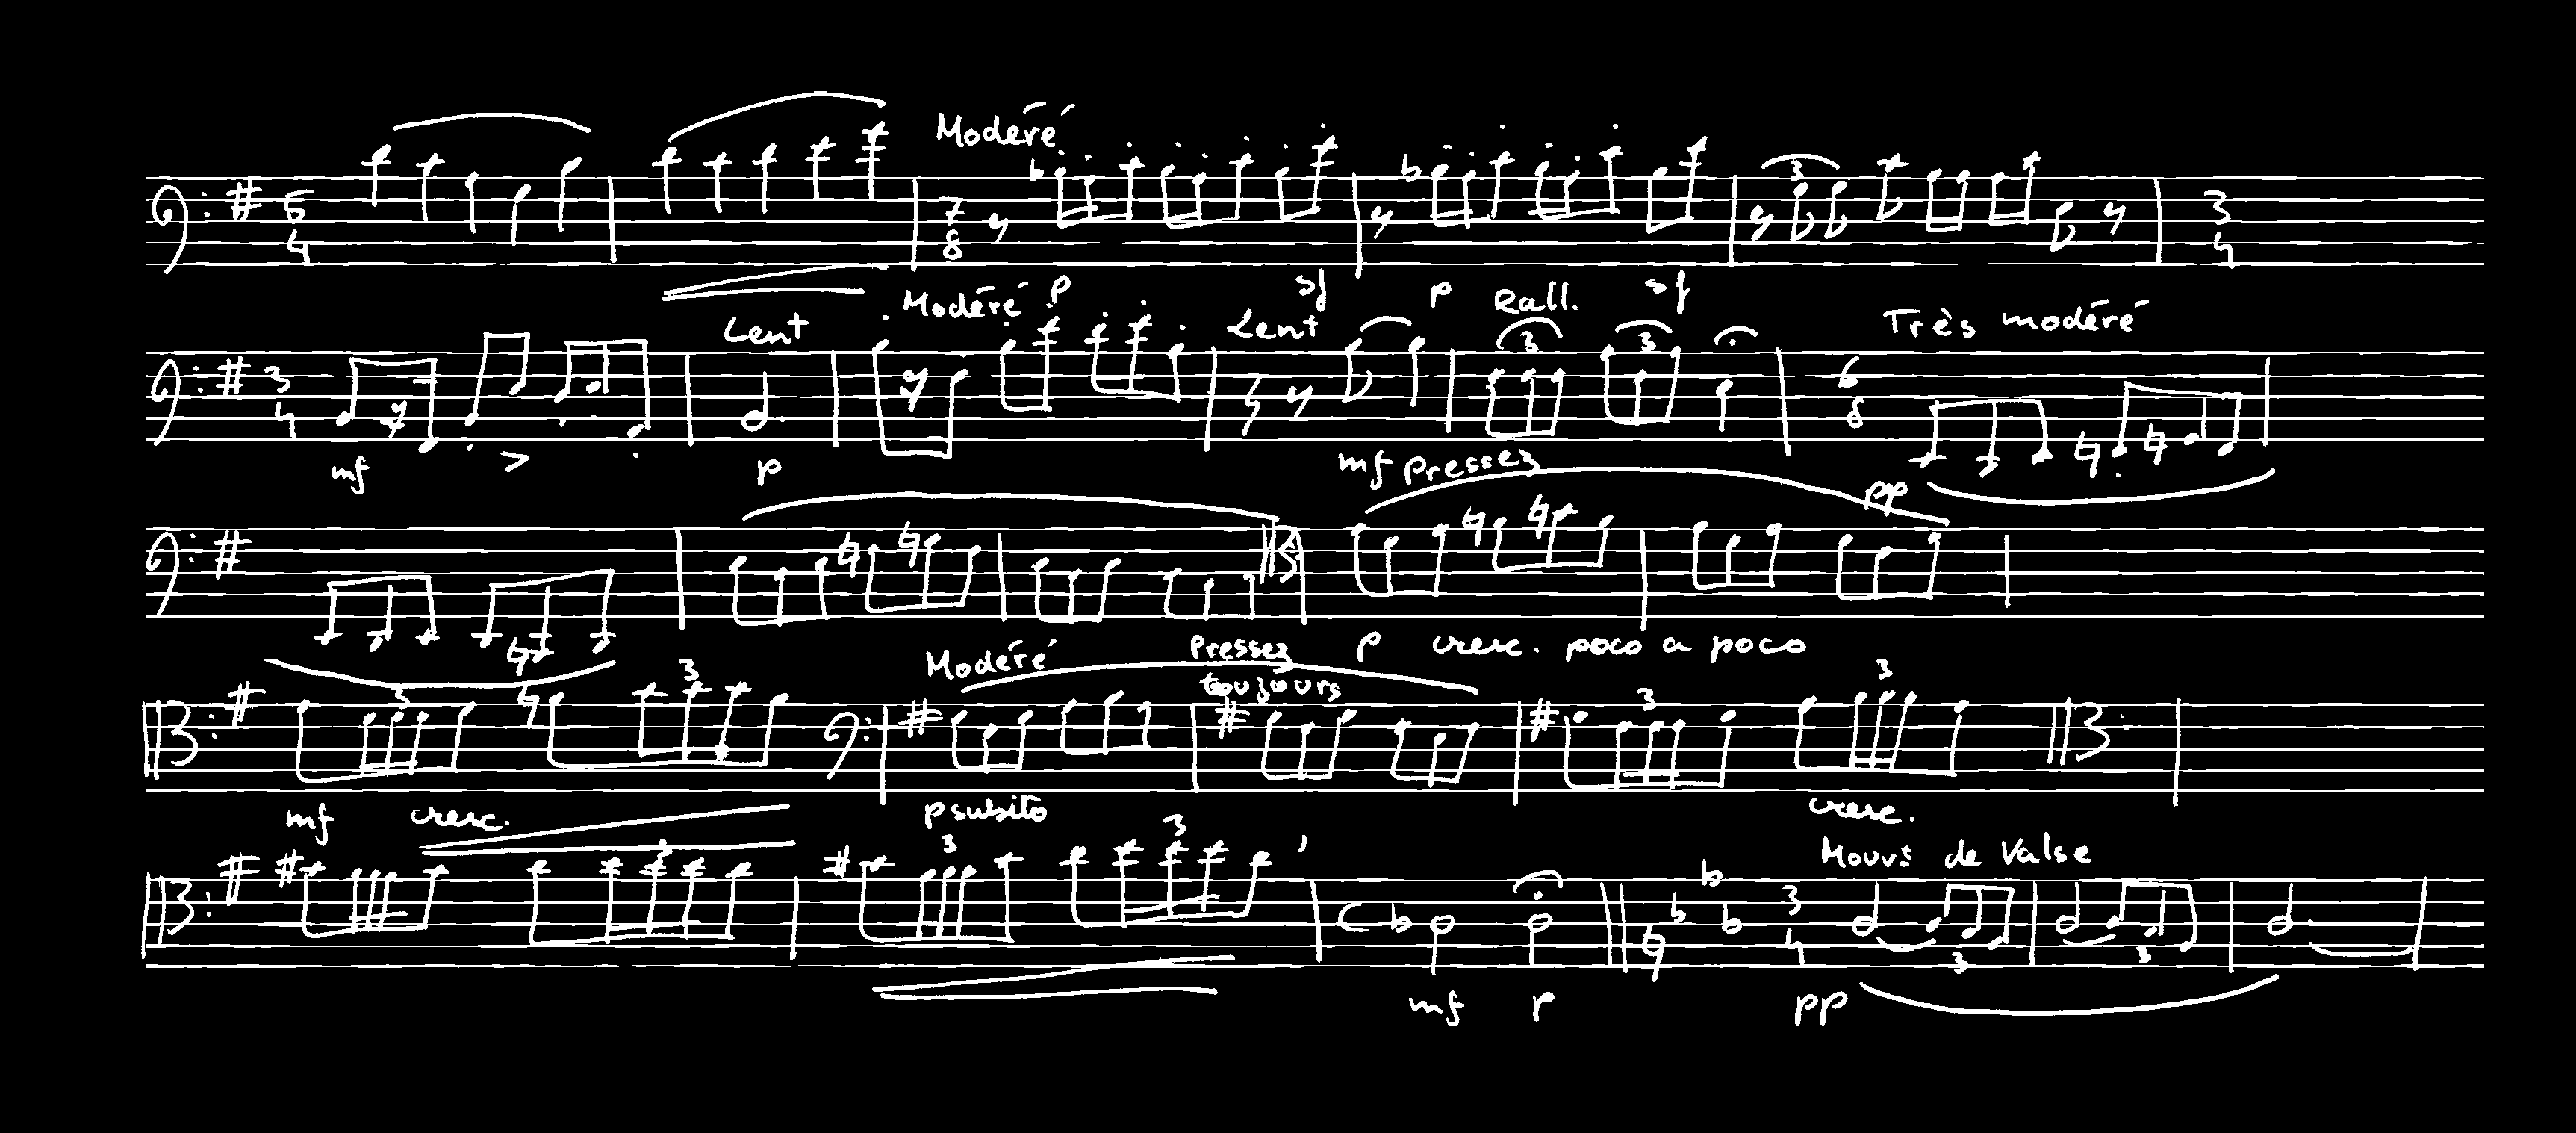 Modéré
p sf p sf
Lent Modéré Lent Rall. Très modéré
mf p mf Pressez pp
p cresc. poco a poco
Modéré Pressez toujours
mf cresc. p subito cresc.
Mouvt de Valse
mf p pp